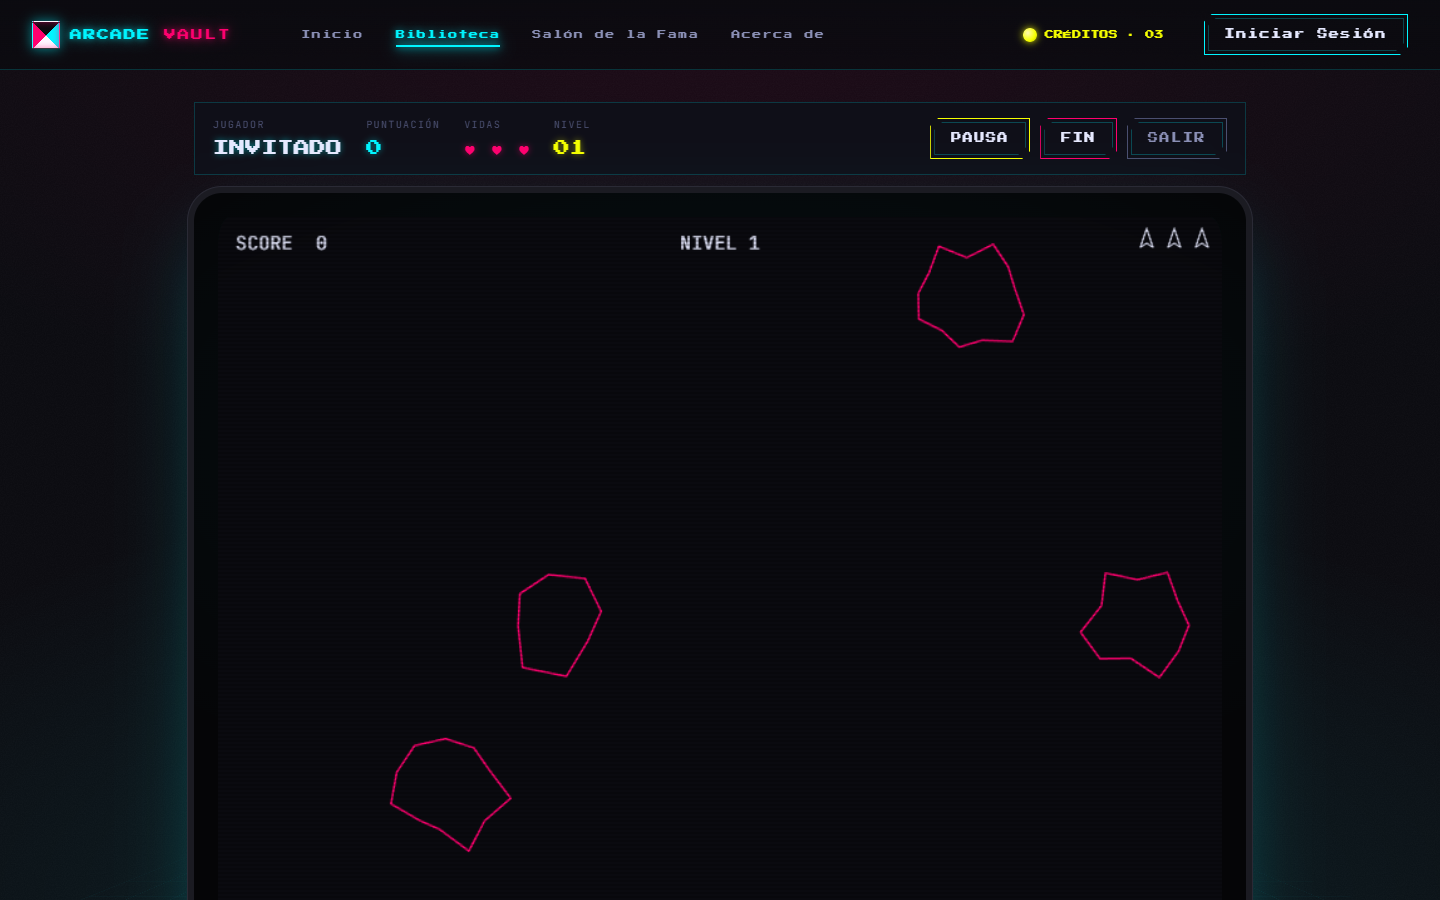 ARCADE VAULT
Inicio
Biblioteca
Salón de la Fama
Acerca de
CRéDITOS · 03
Iniciar Sesión
JUGADOR
INVITADO
PUNTUACIÓN
0
VIDAS
♥ ♥ ♥
NIVEL
01
PAUSA
FIN
SALIR
SCORE 0
NIVEL 1